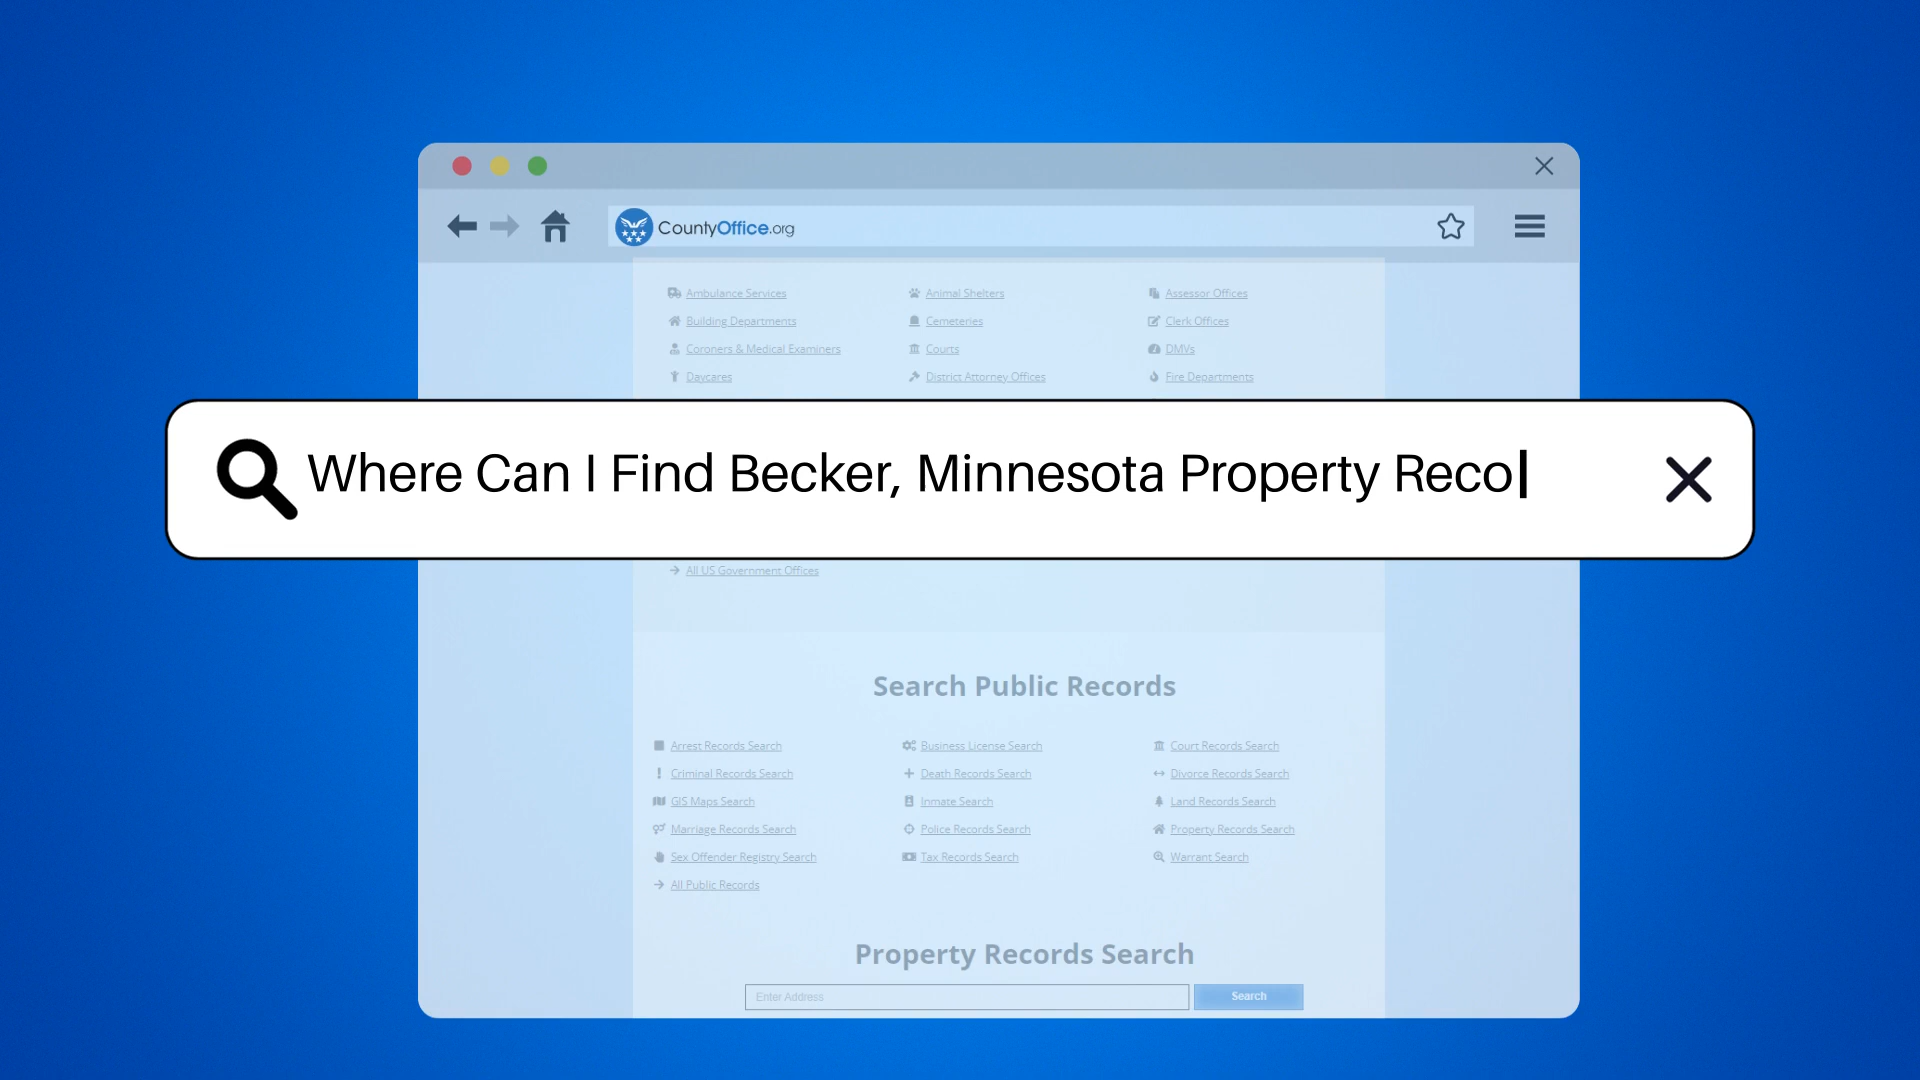 CountyOffice.org
Ambulance Services Animal Shelters Assessor Offices
Building Departments Cemeteries Clerk Offices
Coroners & Medical Examiners Courts DMVs
Daycares District Attorney Offices Fire Departments
Where Can I Find Becker, Minnesota Property Reco
All US Government Offices
Search Public Records
Arrest Records Search Business License Search Court Records Search
Criminal Records Search Death Records Search Divorce Records Search
GIS Maps Search Inmate Search Land Records Search
Marriage Records Search Police Records Search Property Records Search
Sex Offender Registry Search Tax Records Search Warrant Search
All Public Records
Property Records Search
Enter Address Search